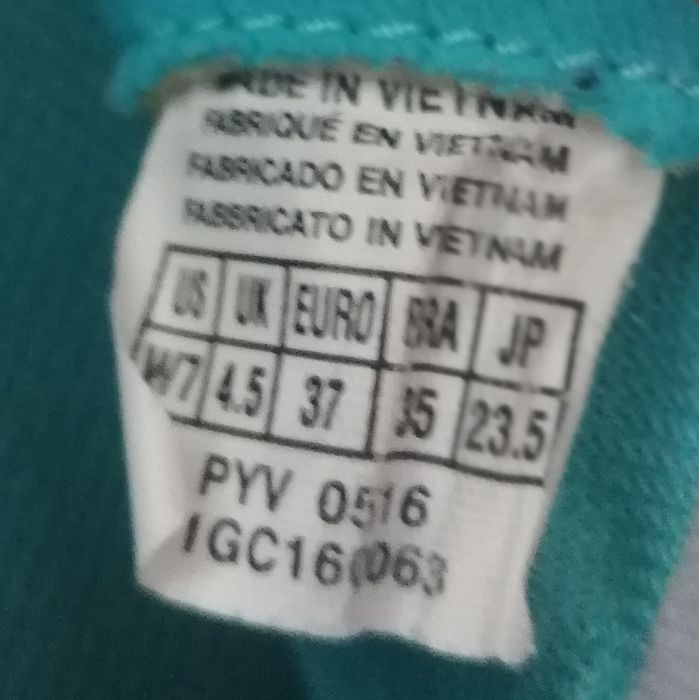 MADE IN VIETNAM
FABRIQUÉ EN VIETNAM
FABRICADO EN VIETNAM
FABBRICATO IN VIETNAM
US UK EURO BRA JP
W7 4.5 37 35 23.5
PYV 0516